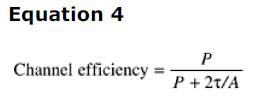 Equation 4
Channel efficiency = P / (P + 2τ/A)